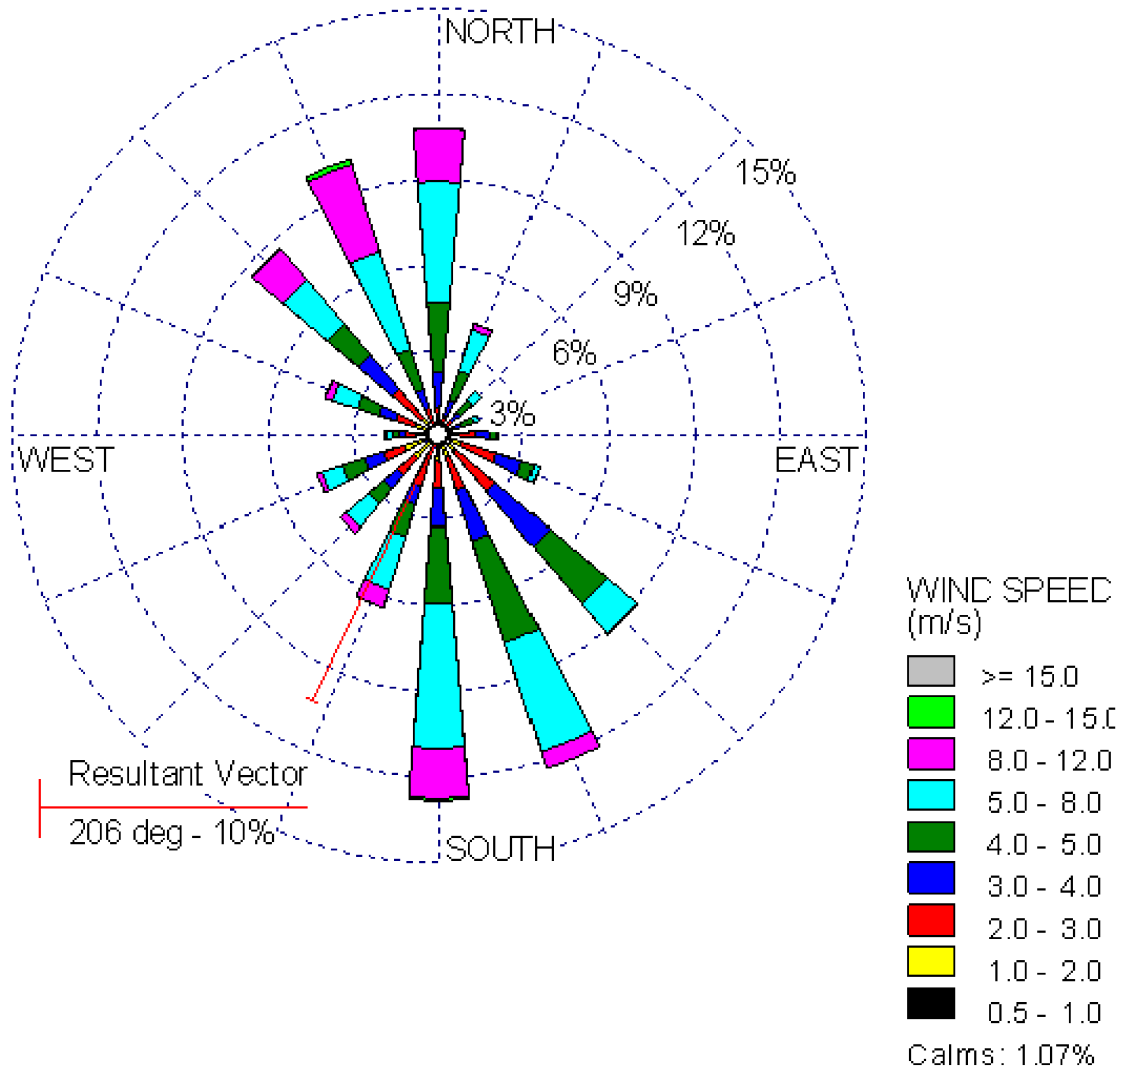 NORTH
15%
12%
9%
6%
3%
WEST
EAST
WIND SPEED
(m/s)
>= 15.0
12.0 - 15.0
8.0 - 12.0
5.0 - 8.0
4.0 - 5.0
3.0 - 4.0
2.0 - 3.0
1.0 - 2.0
0.5 - 1.0
Calms: 1.07%
Resultant Vector
206 deg - 10%
SOUTH